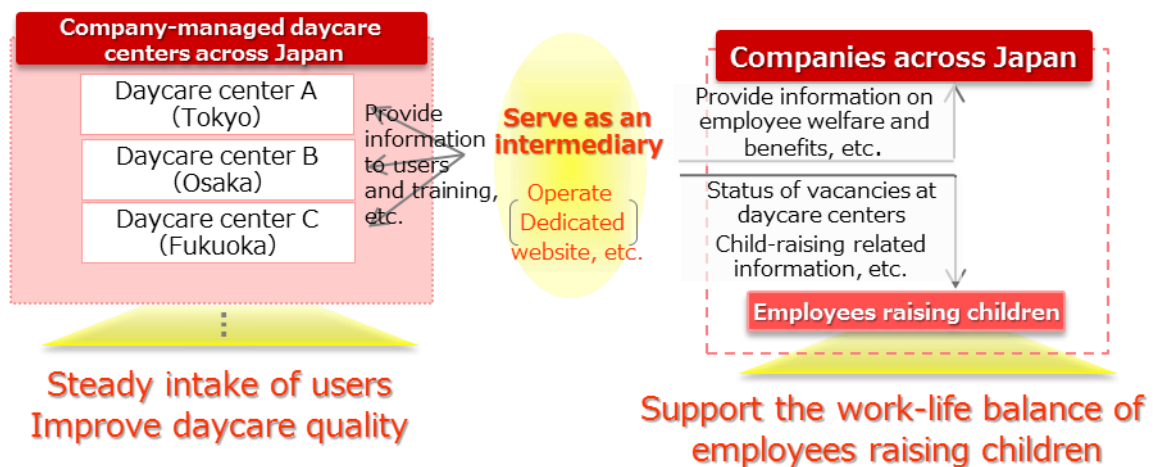 Company-managed daycare
centers across Japan
Daycare center A
（Tokyo）
Daycare center B
（Osaka）
Daycare center C
（Fukuoka）
⋮
Provide
information
to users
and training,
etc.
Steady intake of users
Improve daycare quality
Serve as an
intermediary
Operate
Dedicated
website, etc.
Companies across Japan
Provide information on
employee welfare and
benefits, etc.
Status of vacancies at
daycare centers
Child-raising related
information, etc.
Employees raising children
Support the work-life balance of
employees raising children